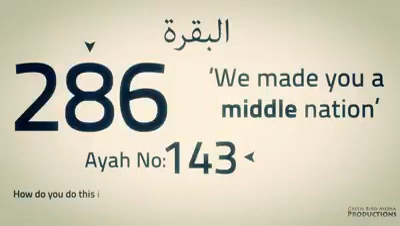 البقرة
286
'We made you a
middle nation'
Ayah No: 143
How do you do this i
GREEN BIRD MEDIA
PRODUCTIONS